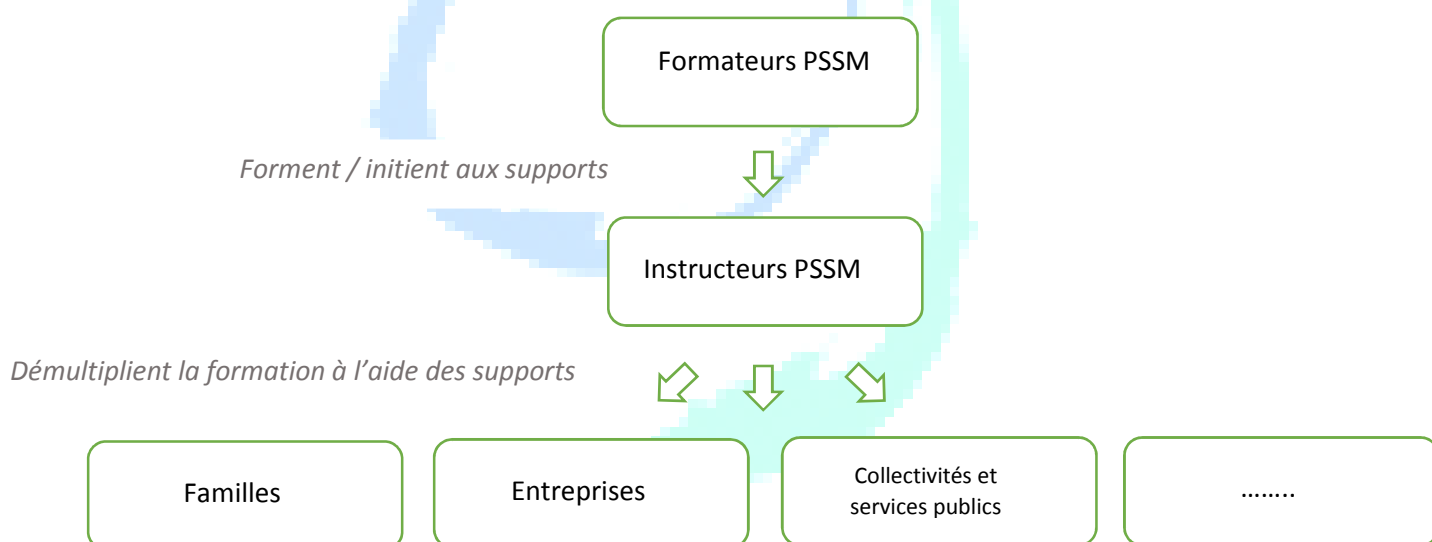 Formateurs PSSM
Forment / initient aux supports
Instructeurs PSSM
Démultiplient la formation à l’aide des supports
Familles
Entreprises
Collectivités et
services publics
……..